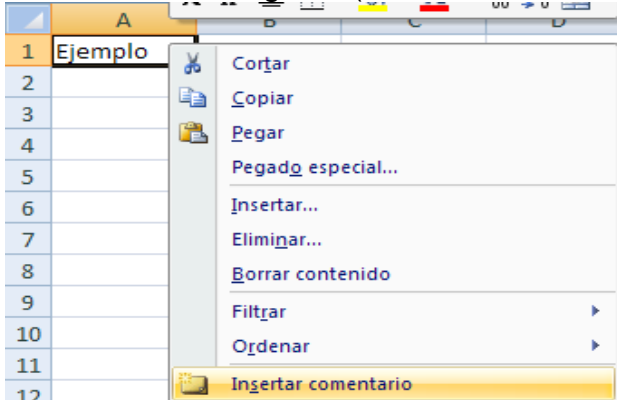 A B C D
1 Ejemplo
Cortar
2
Copiar
3
Pegar
4
Pegado especial...
5
6 Insertar...
7 Eliminar...
8 Borrar contenido
9
Filtrar
10
Ordenar
11
Insertar comentario
12